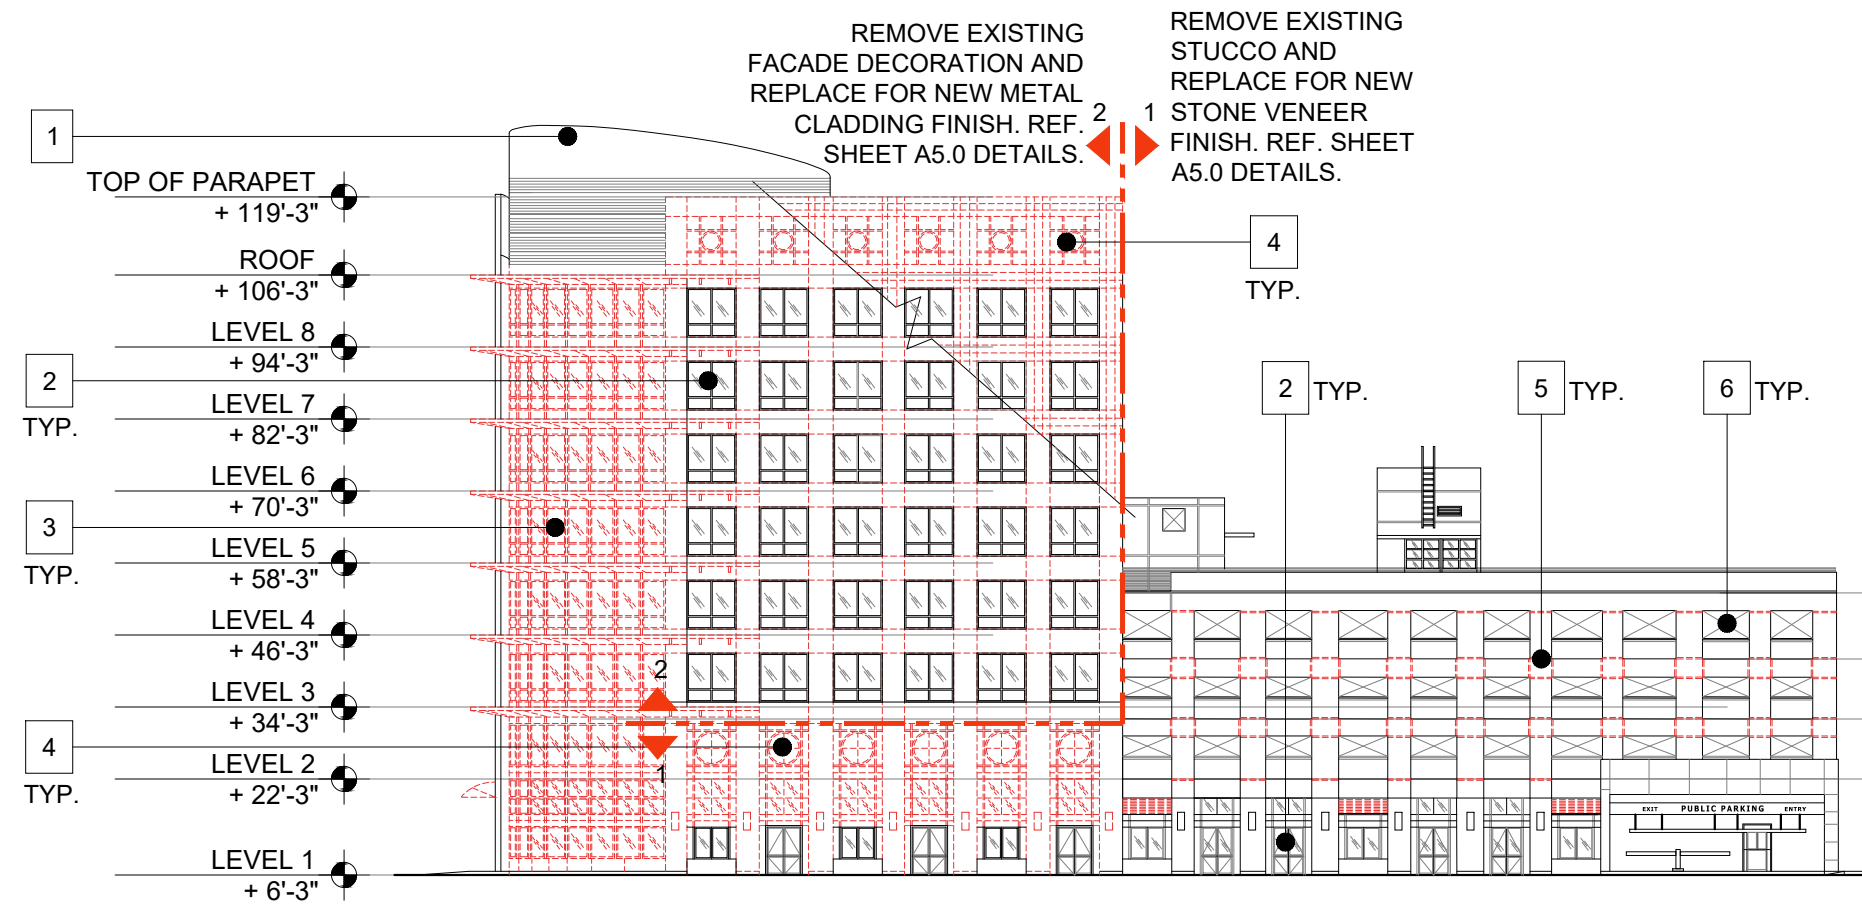 REMOVE EXISTING
FACADE DECORATION AND
REPLACE FOR NEW METAL
CLADDING FINISH. REF.
SHEET A5.0 DETAILS.
2
1
REMOVE EXISTING
STUCCO AND
REPLACE FOR NEW
STONE VENEER
FINISH. REF. SHEET
A5.0 DETAILS.
1
TOP OF PARAPET
+ 119'-3"
4
TYP.
ROOF
+ 106'-3"
LEVEL 8
+ 94'-3"
2
TYP.
2 TYP.
5 TYP.
6 TYP.
LEVEL 7
+ 82'-3"
LEVEL 6
+ 70'-3"
3
TYP.
LEVEL 5
+ 58'-3"
LEVEL 4
+ 46'-3"
2
LEVEL 3
+ 34'-3"
4
TYP.
1
LEVEL 2
+ 22'-3"
EXIT PUBLIC PARKING ENTRY
LEVEL 1
+ 6'-3"